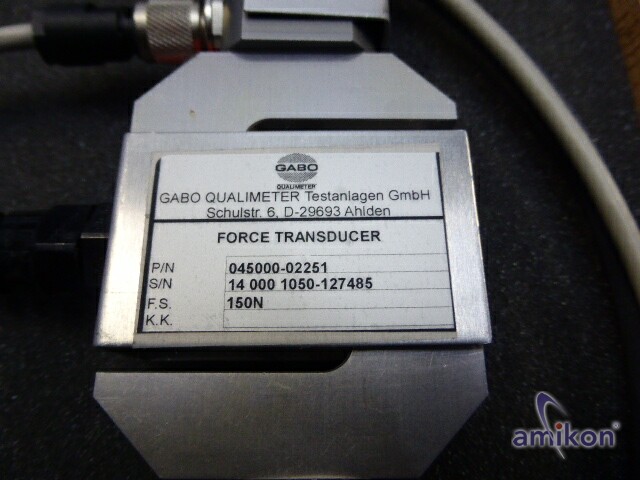 GABO
QUALIMETER
GABO QUALIMETER Testanlagen GmbH
Schulstr. 6, D-29693 Ahlden
FORCE TRANSDUCER
P/N 045000-02251
S/N 14 000 1050-127485
F.S. 150N
K.K.
amikon